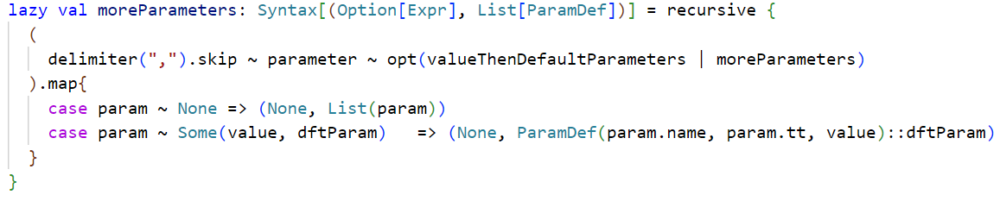 lazy val moreParameters: Syntax[(Option[Expr], List[ParamDef])] = recursive {
  (
    delimiter(",").skip ~ parameter ~ opt(valueThenDefaultParameters | moreParameters)
  ).map{
    case param ~ None => (None, List(param))
    case param ~ Some(value, dftParam)   => (None, ParamDef(param.name, param.tt, value)::dftParam)
  }
}